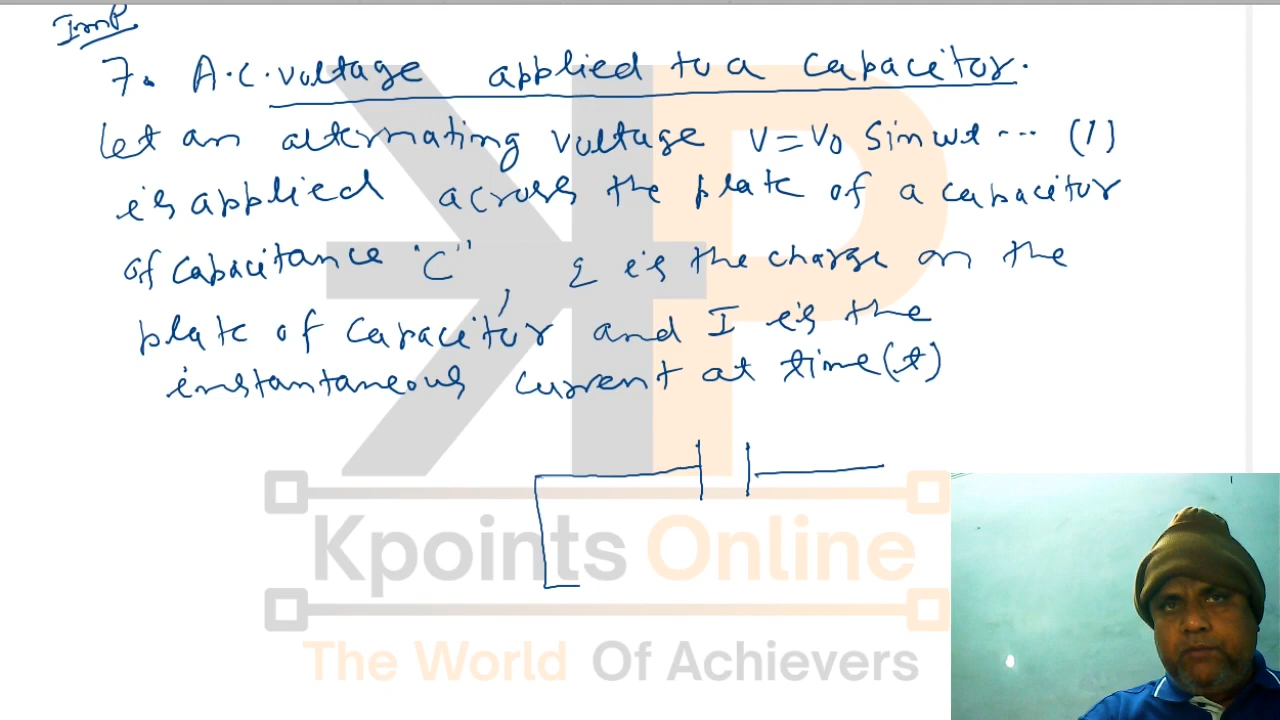 Imp
7. A.C. voltage applied to a capacitor.
Let an alternating voltage V = V0 Sin wt --- (1)
is applied across the plate of a capacitor
of capacitance "C", q is the charge on the
plate of capacitor and I is the
instantaneous current at time (t)
Kpoints Online
The World Of Achievers